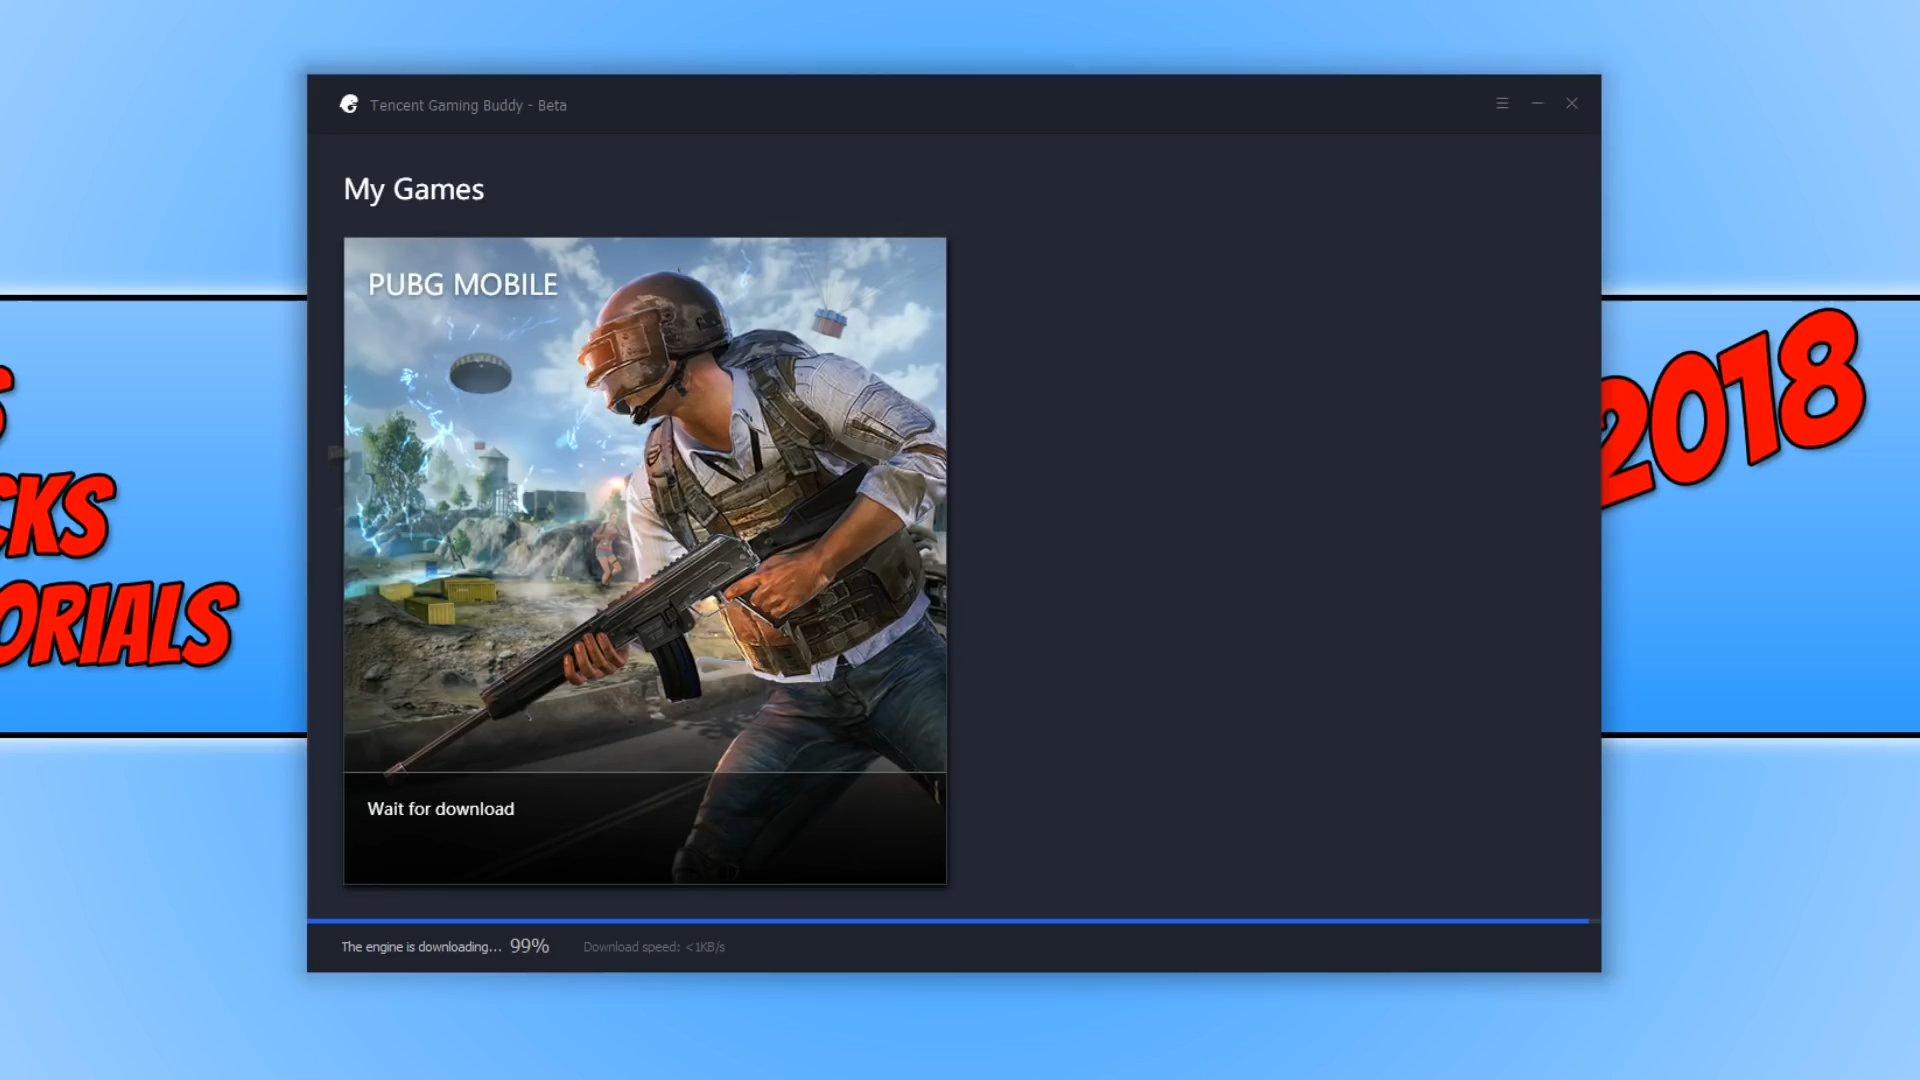 Tencent Gaming Buddy - Beta
My Games
PUBG MOBILE
2018
CKS
ORIALS
Wait for download
The engine is downloading... 99% Download speed: <1KB/s